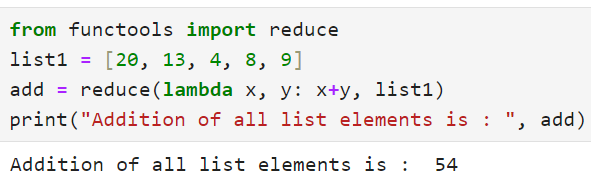 from functools import reduce
list1 = [20, 13, 4, 8, 9]
add = reduce(lambda x, y: x+y, list1)
print("Addition of all list elements is : ", add)
Addition of all list elements is :  54